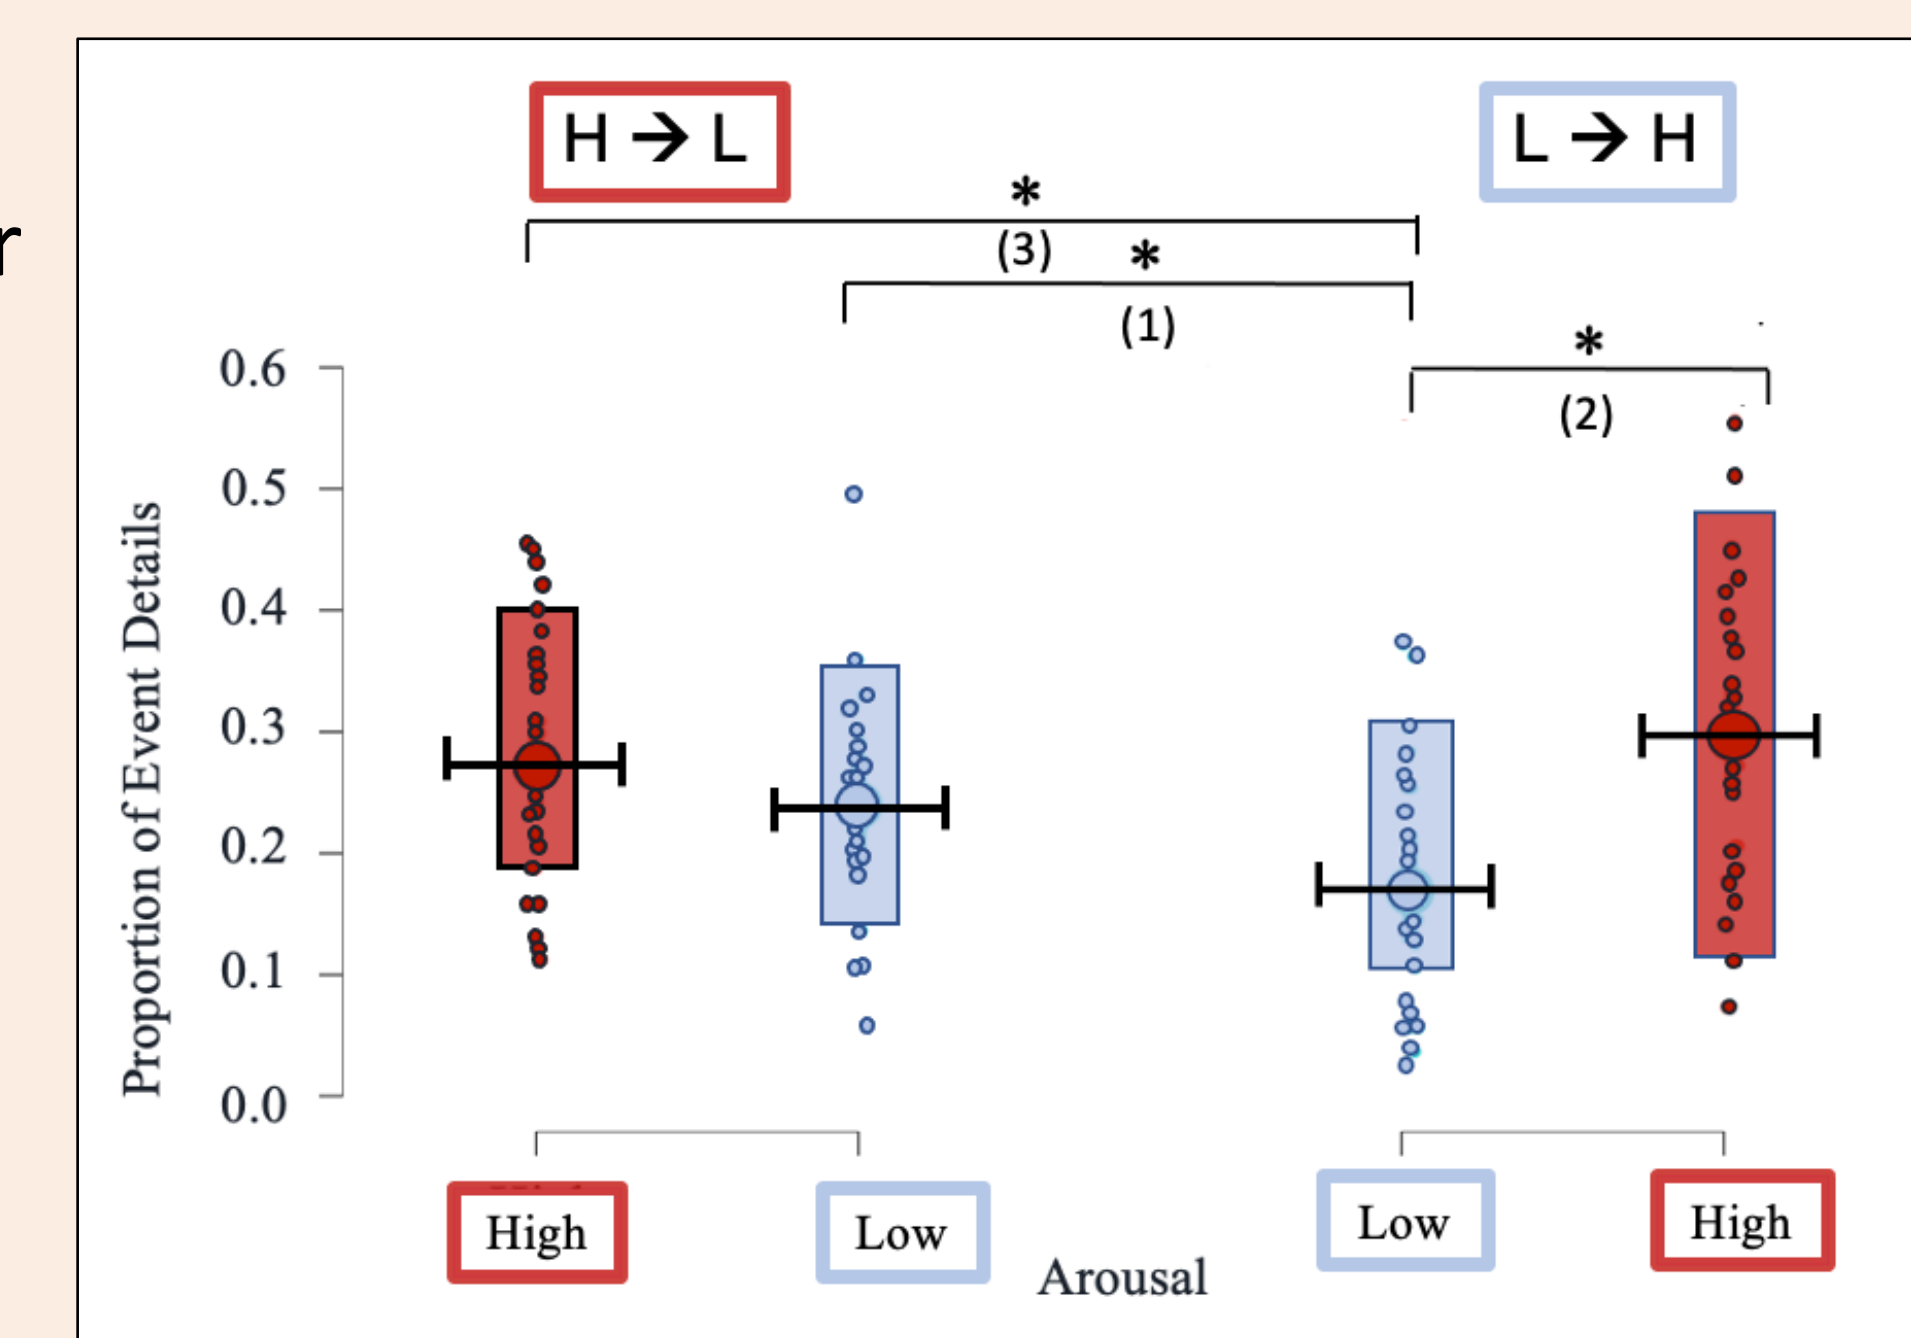 H → L
L → H
*
(3)
*
(1)
*
(2)
r
Proportion of Event Details
0.6
0.5
0.4
0.3
0.2
0.1
0.0
High
Low
Low
High
Arousal